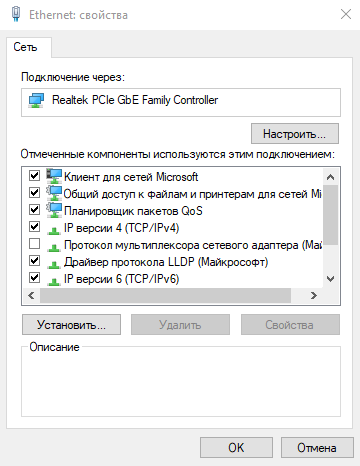 Ethernet: свойства
Сеть
Подключение через:
Realtek PCIe GbE Family Controller
Настроить...
Отмеченные компоненты используются этим подключением:
Клиент для сетей Microsoft
Общий доступ к файлам и принтерам для сетей Mi
Планировщик пакетов QoS
IP версии 4 (TCP/IPv4)
Протокол мультиплексора сетевого адаптера (Май
Драйвер протокола LLDP (Майкрософт)
IP версии 6 (TCP/IPv6)
Установить... Удалить Свойства
Описание
OK Отмена